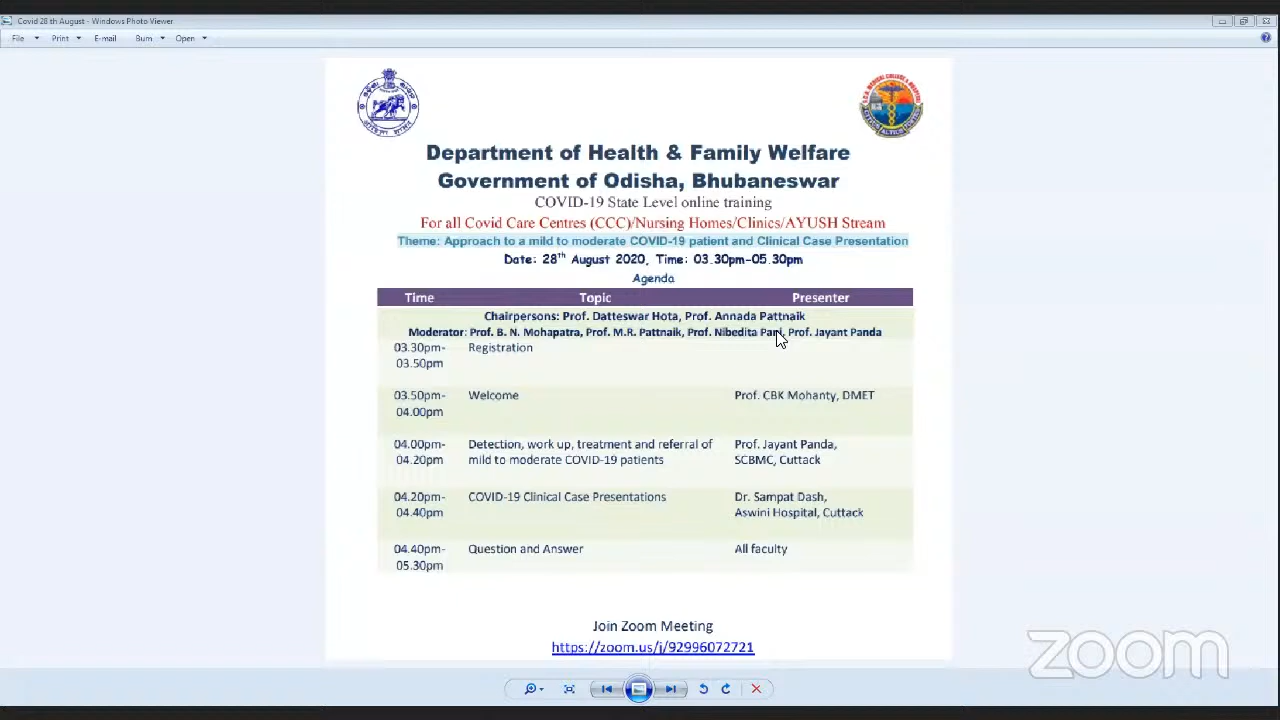 Covid 28 th August - Windows Photo Viewer
File Print E-mail Burn Open
Department of Health & Family Welfare
Government of Odisha, Bhubaneswar
COVID-19 State Level online training
For all Covid Care Centres (CCC)/Nursing Homes/Clinics/AYUSH Stream
Theme: Approach to a mild to moderate COVID-19 patient and Clinical Case Presentation
Date: 28th August 2020, Time: 03.30pm-05.30pm
Agenda
Time Topic Presenter
Chairpersons: Prof. Datteswar Hota, Prof. Annada Pattnaik
Moderator: Prof. B. N. Mohapatra, Prof. M.R. Pattnaik, Prof. Nibedita Pani, Prof. Jayant Panda
03.30pm- Registration
03.50pm
03.50pm- Welcome Prof. CBK Mohanty, DMET
04.00pm
04.00pm- Detection, work up, treatment and referral of Prof. Jayant Panda,
04.20pm mild to moderate COVID-19 patients SCBMC, Cuttack
04.20pm- COVID-19 Clinical Case Presentations Dr. Sampat Dash,
04.40pm Aswini Hospital, Cuttack
04.40pm- Question and Answer All faculty
05.30pm
Join Zoom Meeting
https://zoom.us/j/92996072721
zoom